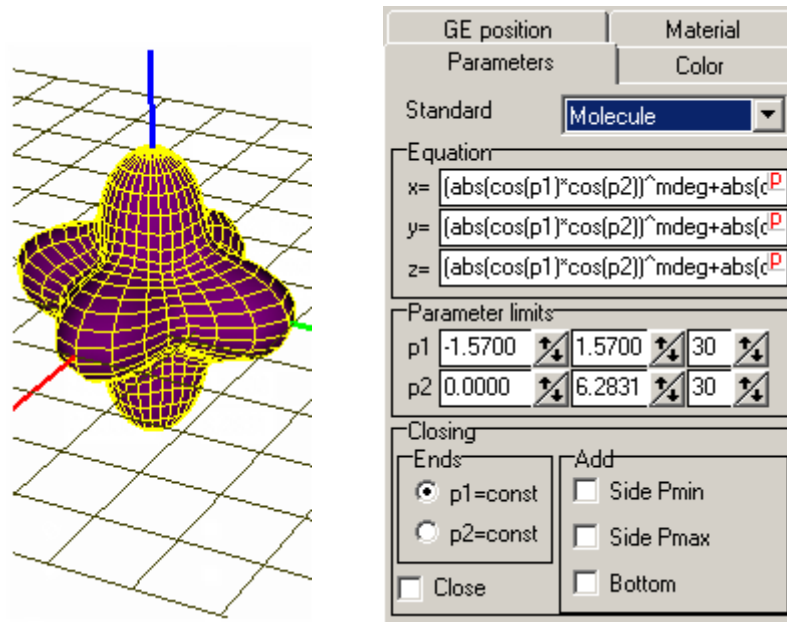 GE position Material
Parameters Color
Standard Molecule
Equation
x= (abs(cos(p1)*cos(p2))^mdeg+abs(c p
y= (abs(cos(p1)*cos(p2))^mdeg+abs(c p
z= (abs(cos(p1)*cos(p2))^mdeg+abs(c p
Parameter limits
p1 -1.5700 1.5700 30
p2 0.0000 6.2831 30
Closing
Ends Add
p1=const Side Pmin
p2=const Side Pmax
Close Bottom